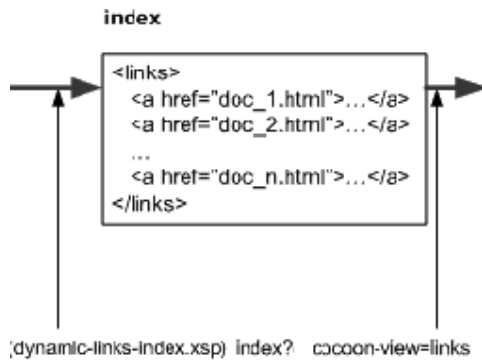 index
<links>
<a href="doc_1.html">...</a>
<a href="doc_2.html">...</a>
...
<a href="doc_n.html">...</a>
</links>
(dynamic-links-index.xsp) index? cocoon-view=links